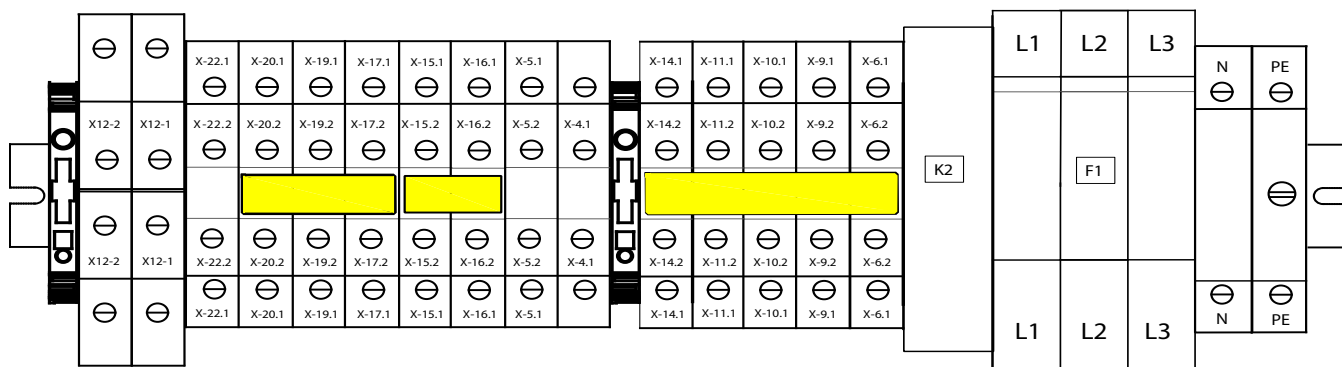 L1 L2 L3
X-22.1 X-20.1 X-19.1 X-17.1 X-15.1 X-16.1 X-5.1 X-14.1 X-11.1 X-10.1 X-9.1 X-6.1 N PE
X12-2 X12-1 X-22.2 X-20.2 X-19.2 X-17.2 X-15.2 X-16.2 X-5.2 X-4.1 X-14.2 X-11.2 X-10.2 X-9.2 X-6.2
K2 F1
X12-2 X12-1 X-22.2 X-20.2 X-19.2 X-17.2 X-15.2 X-16.2 X-5.2 X-4.1 X-14.2 X-11.2 X-10.2 X-9.2 X-6.2
X-22.1 X-20.1 X-19.1 X-17.1 X-15.1 X-16.1 X-5.1 X-14.1 X-11.1 X-10.1 X-9.1 X-6.1 N PE
L1 L2 L3